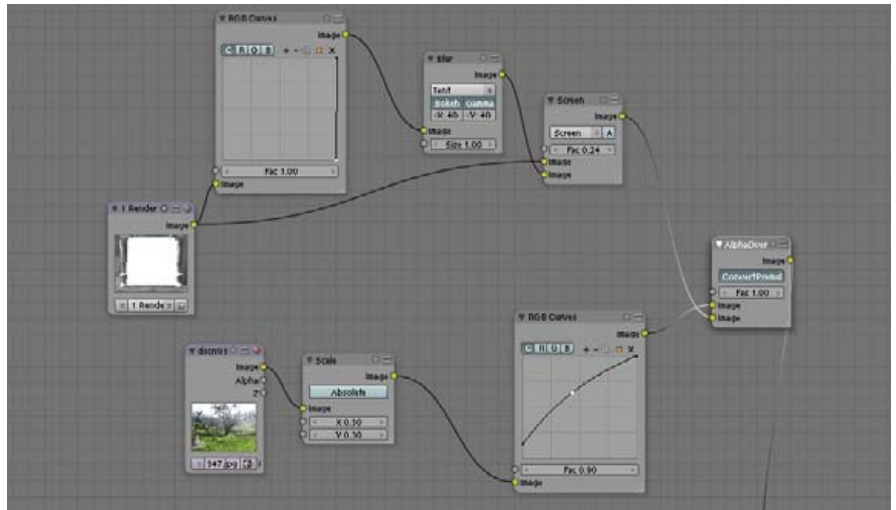 RGB Curves
Image
C R G B
Fac 1.00
Image
Blur
Image
Tent
Bokeh Gamma
X: 40 Y: 40
Image
Size 1.00
Screen
Image
Screen A
Fac 0.24
Image
Image
1 Render
Image
1 Rende
AlphaOver
Image
ConvertPremul
Fac 1.00
Image
Image
RGB Curves
Image
C R G B
Fac 0.90
Image
Image
Alpha
Z
347.jpg
Scale
Image
Absolute
Image
X 0.30
Y 0.30